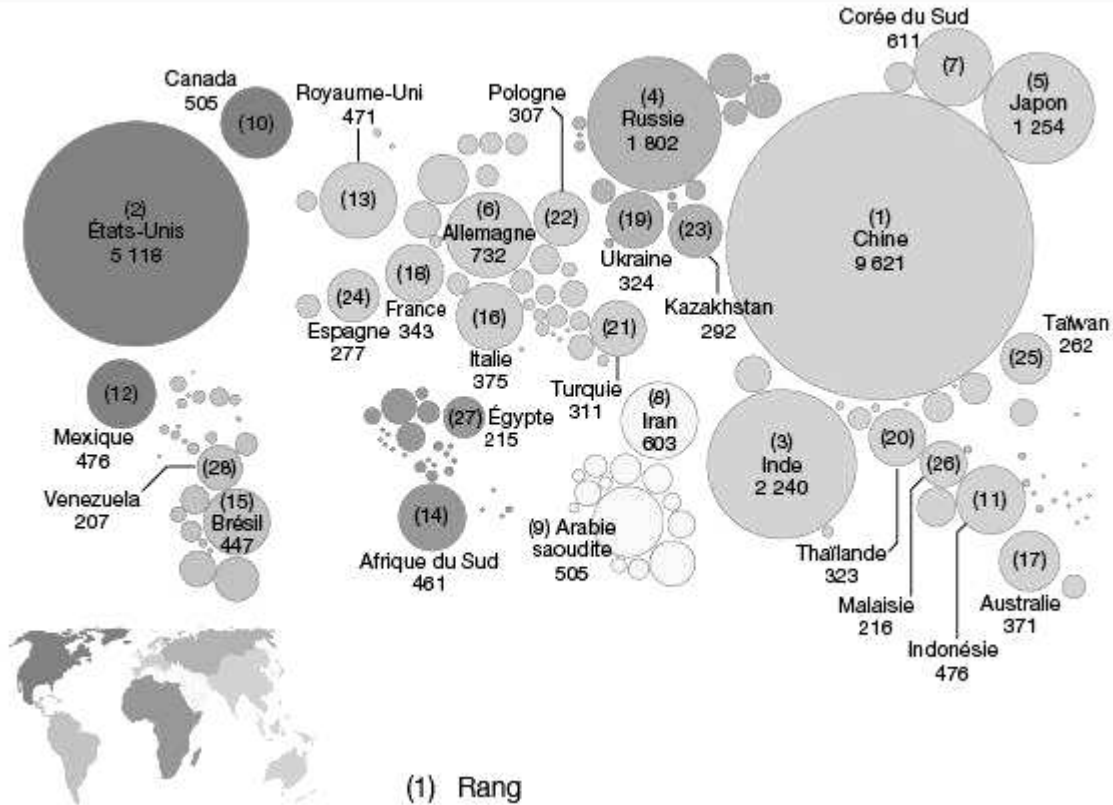 Corée du Sud
611
(7)
(5)
Japon
1 254
Canada
505
(10)
Royaume-Uni
471
(13)
Pologne
307
(22)
(4)
Russie
1 802
(2)
États-Unis
5 118
(6)
Allemagne
732
(19)
Ukraine
324
(23)
Kazakhstan
292
(1)
Chine
9 621
(24)
Espagne
277
(18)
France
343
(16)
Italie
375
(21)
Turquie
311
Taïwan
262
(25)
(12)
Mexique
476
(27)
Égypte
215
(8)
Iran
603
(3)
Inde
2 240
(20)
Thaïlande
323
(26)
Malaisie
216
(11)
Indonésie
476
(28)
Venezuela
207
(15)
Brésil
447
(14)
Afrique du Sud
461
(9) Arabie
saoudite
505
(17)
Australie
371
(1) Rang